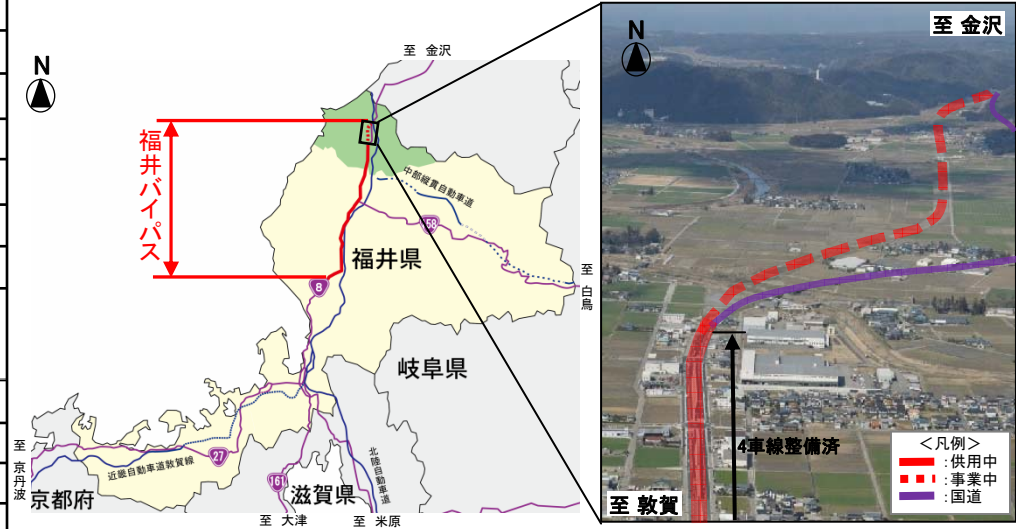 至 金沢
N
福井バイパス
中部縦貫自動車道
58
福井県
8
至 白鳥
岐阜県
至 京丹波
27
近畿自動車道敦賀線
京都府
161
滋賀県
北陸自動車道
至 大津
至 米原
至 金沢
N
4車線整備済
至 敦賀
＜凡例＞
：供用中
：事業中
：国道